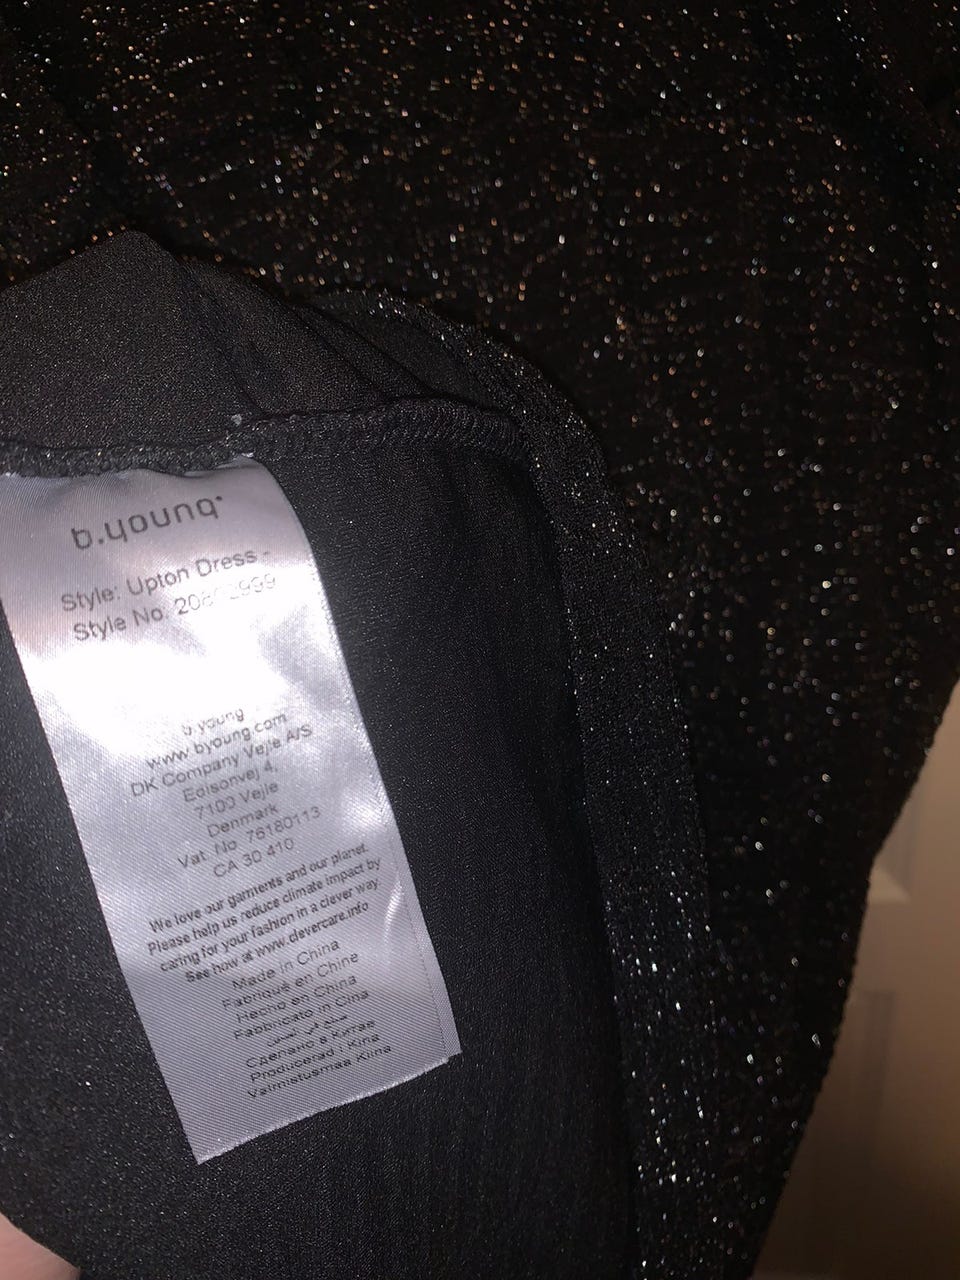 b.young
Style: Upton Dress -
Style No.
b.young
www.byoung.com
DK Company Vejle A/S
Edisonvej 4,
7100 Vejle
Denmark
Vat. No. 76180113
CA 30 410
We love our garments and our planet.
Please help us reduce climate impact by
caring for your fashion in a clever way.
See how at www.clevercare.info
Made in China
Fabriqué en Chine
Hecho en China
Fabbricato in Cina
صنع في الصين
Сделано в Китае
Producerad i Kina
Valmistusmaa Kiina